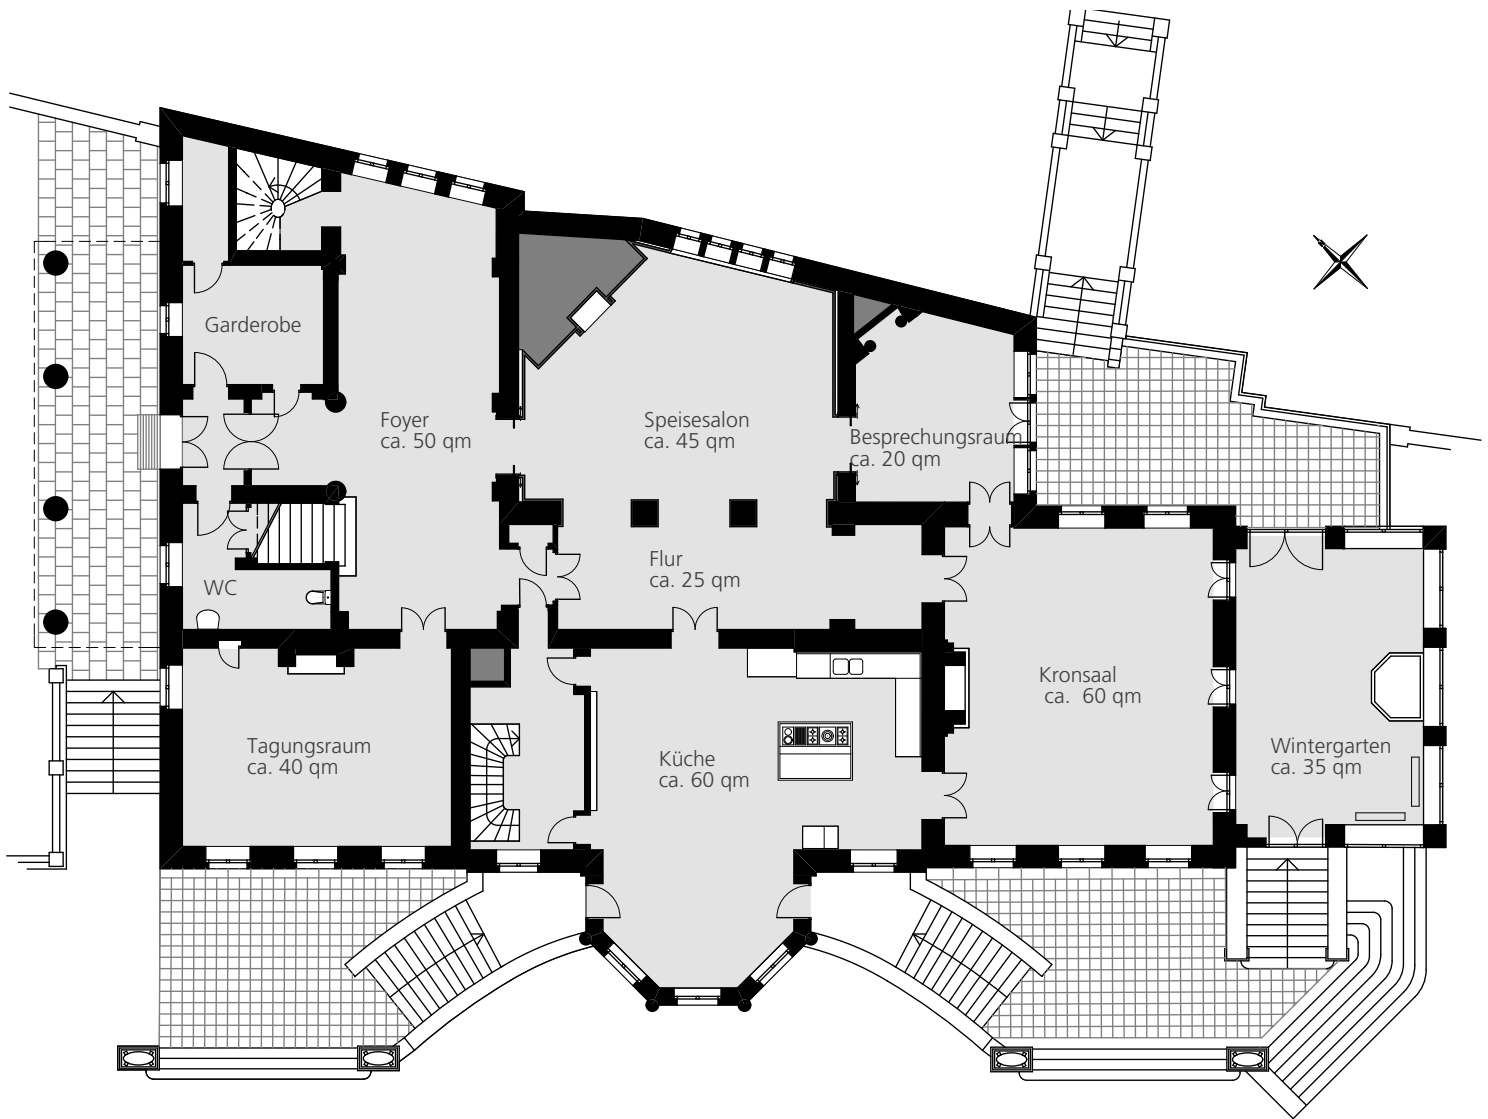 Garderobe
Foyer
ca. 50 qm
Speisesalon
ca. 45 qm
Besprechungsraum
ca. 20 qm
Flur
ca. 25 qm
WC
Kronsaal
ca. 60 qm
Tagungsraum
ca. 40 qm
Küche
ca. 60 qm
Wintergarten
ca. 35 qm